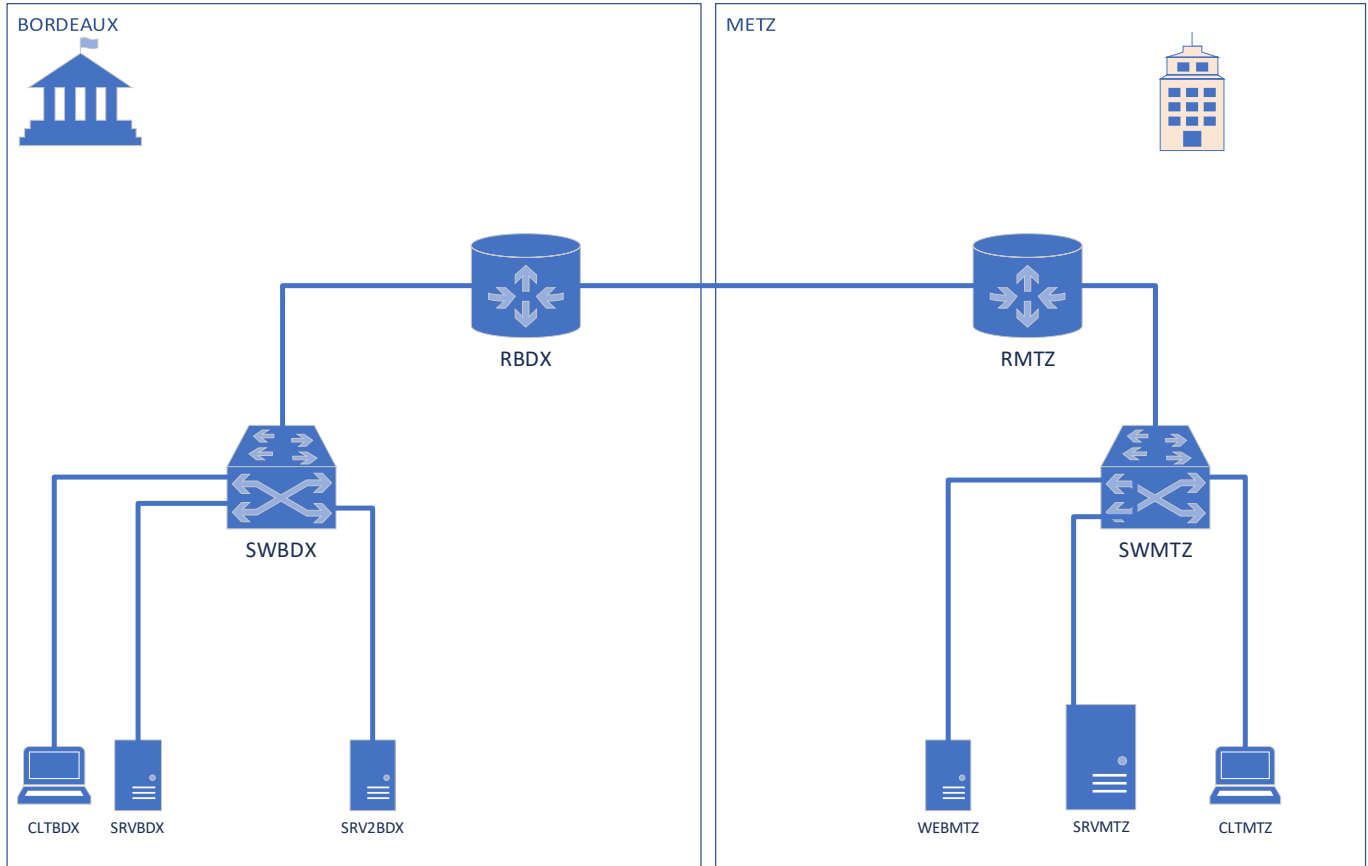 BORDEAUX
METZ
RBDX
RMTZ
SWBDX
SWMTZ
CLTBDX
SRVBDX
SRV2BDX
WEBMTZ
SRVMTZ
CLTMTZ